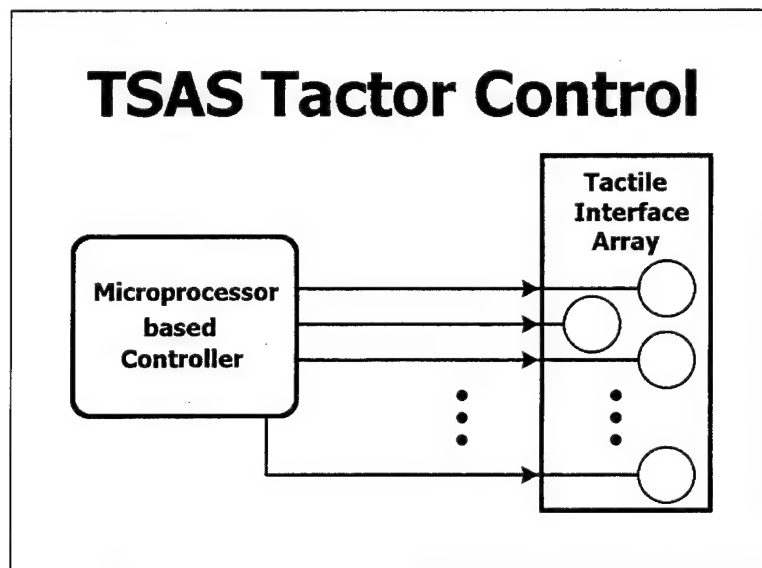 TSAS Tactor Control
Tactile
Interface
Array
Microprocessor
based
Controller